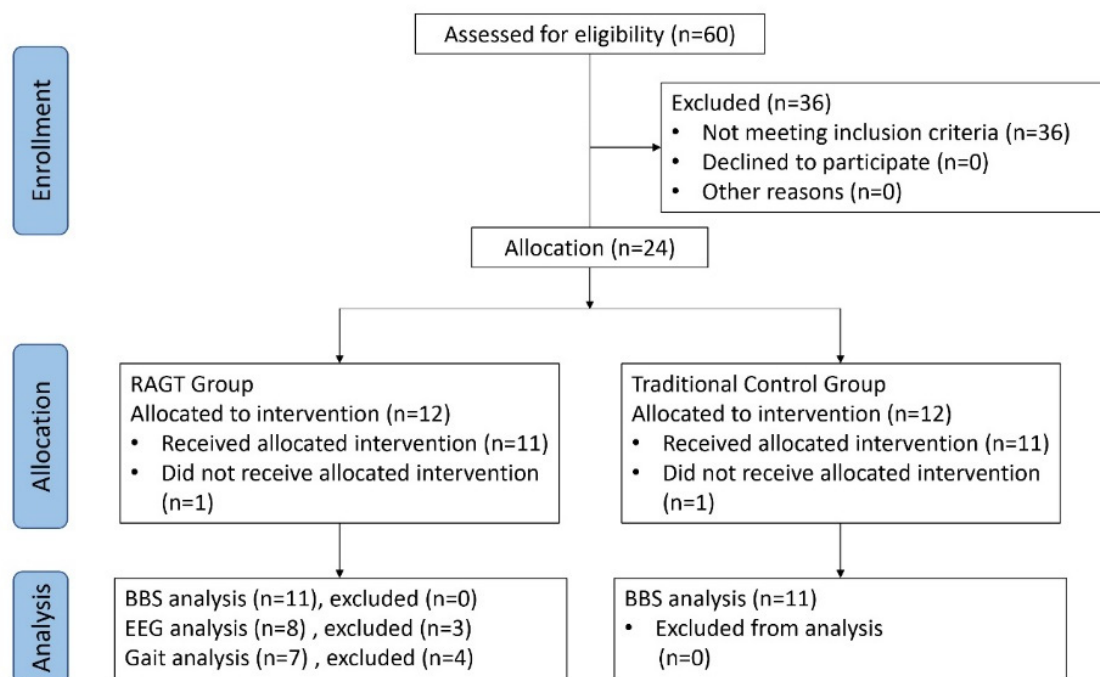 Enrollment
Assessed for eligibility (n=60)
Excluded (n=36)
• Not meeting inclusion criteria (n=36)
• Declined to participate (n=0)
• Other reasons (n=0)
Allocation (n=24)
Allocation
RAGT Group
Allocated to intervention (n=12)
• Received allocated intervention (n=11)
• Did not receive allocated intervention
(n=1)
Traditional Control Group
Allocated to intervention (n=12)
• Received allocated intervention (n=11)
• Did not receive allocated intervention
(n=1)
Analysis
BBS analysis (n=11), excluded (n=0)
EEG analysis (n=8) , excluded (n=3)
Gait analysis (n=7) , excluded (n=4)
BBS analysis (n=11)
• Excluded from analysis
(n=0)